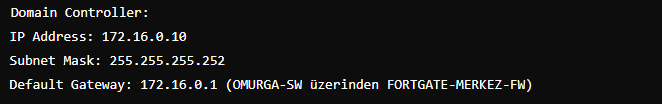 Domain Controller:
IP Address: 172.16.0.10
Subnet Mask: 255.255.255.252
Default Gateway: 172.16.0.1 (OMURGA-SW üzerinden FORTGATE-MERKEZ-FW)